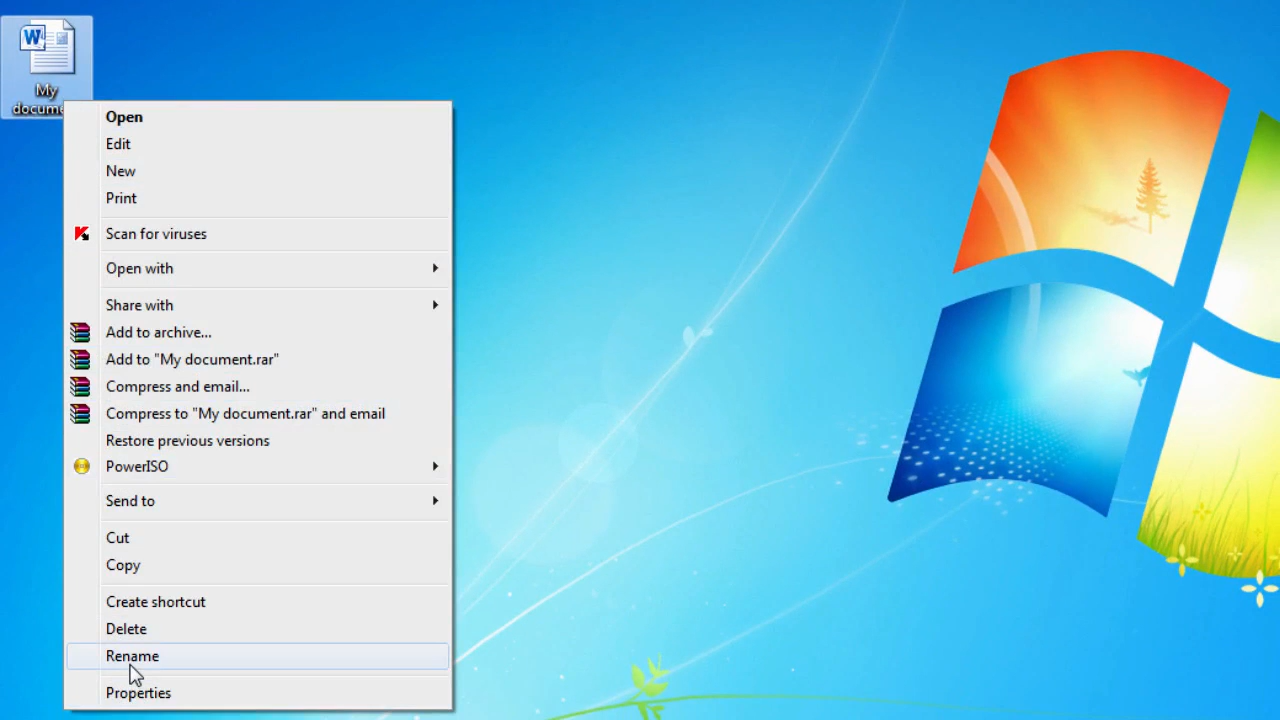 W
My
docume
Open
Edit
New
Print
Scan for viruses
Open with
Share with
Add to archive...
Add to "My document.rar"
Compress and email...
Compress to "My document.rar" and email
Restore previous versions
PowerISO
Send to
Cut
Copy
Create shortcut
Delete
Rename
Properties